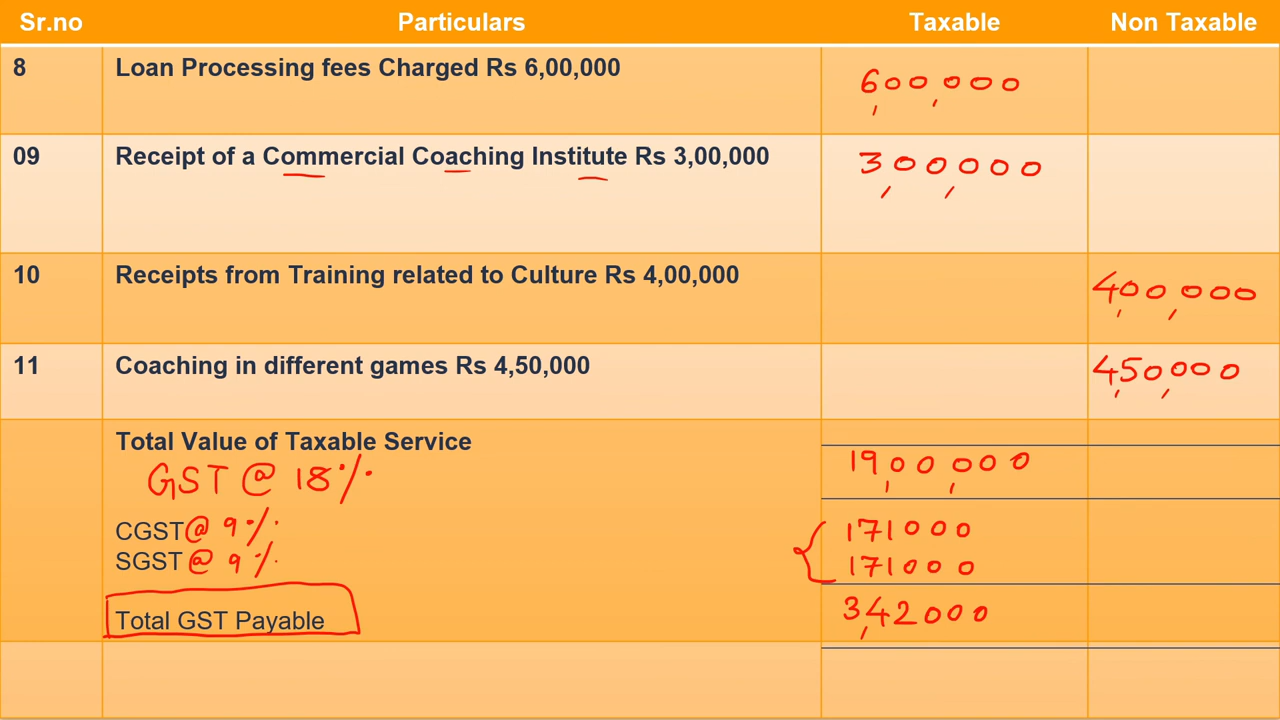 Sr.no Particulars Taxable Non Taxable
8 Loan Processing fees Charged Rs 6,00,000 6,00,000
09 Receipt of a Commercial Coaching Institute Rs 3,00,000 3,00,000
10 Receipts from Training related to Culture Rs 4,00,000 4,00,000
11 Coaching in different games Rs 4,50,000 4,50,000
Total Value of Taxable Service
GST @ 18% 19,00,000
CGST @ 9% 171000
SGST @ 9% 171000
Total GST Payable 3,42000